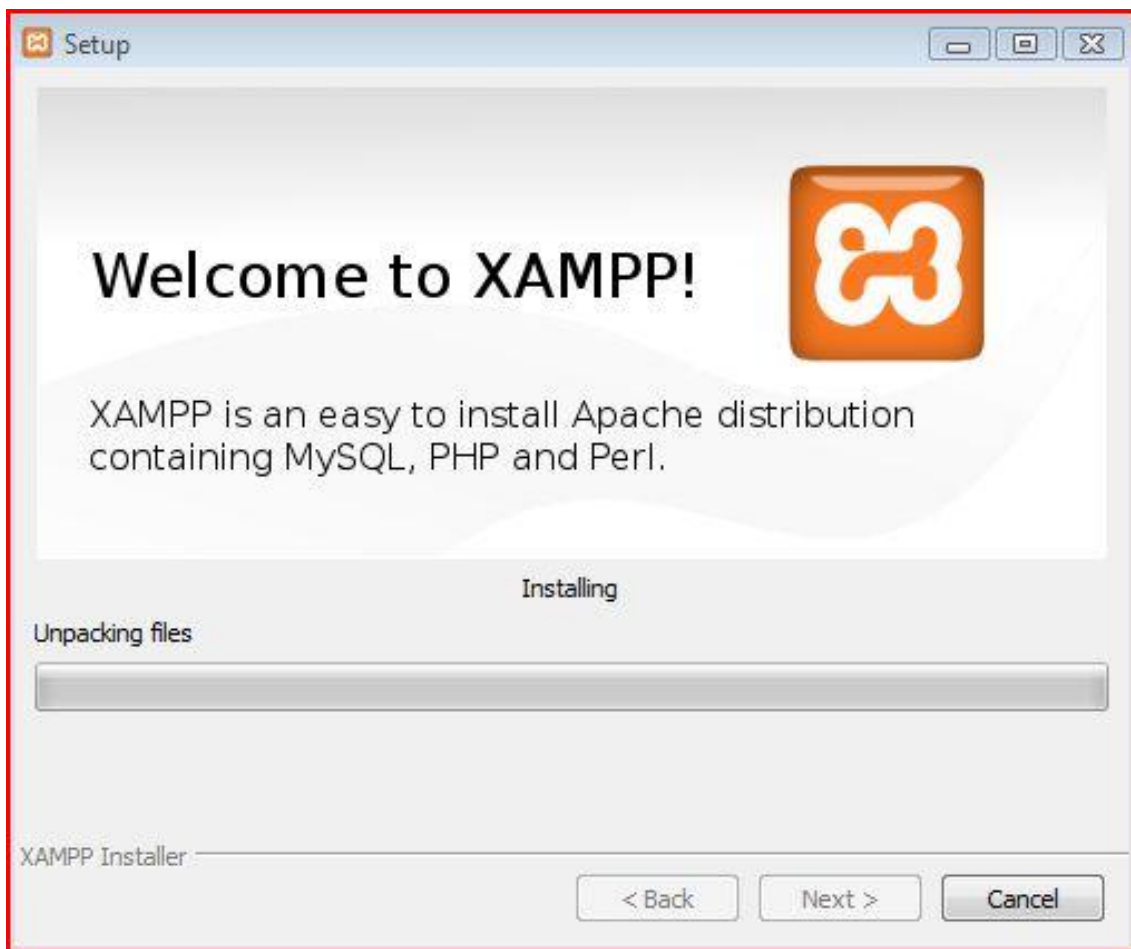 Setup
Welcome to XAMPP!
XAMPP is an easy to install Apache distribution
containing MySQL, PHP and Perl.
Installing
Unpacking files
XAMPP Installer
< Back
Next >
Cancel